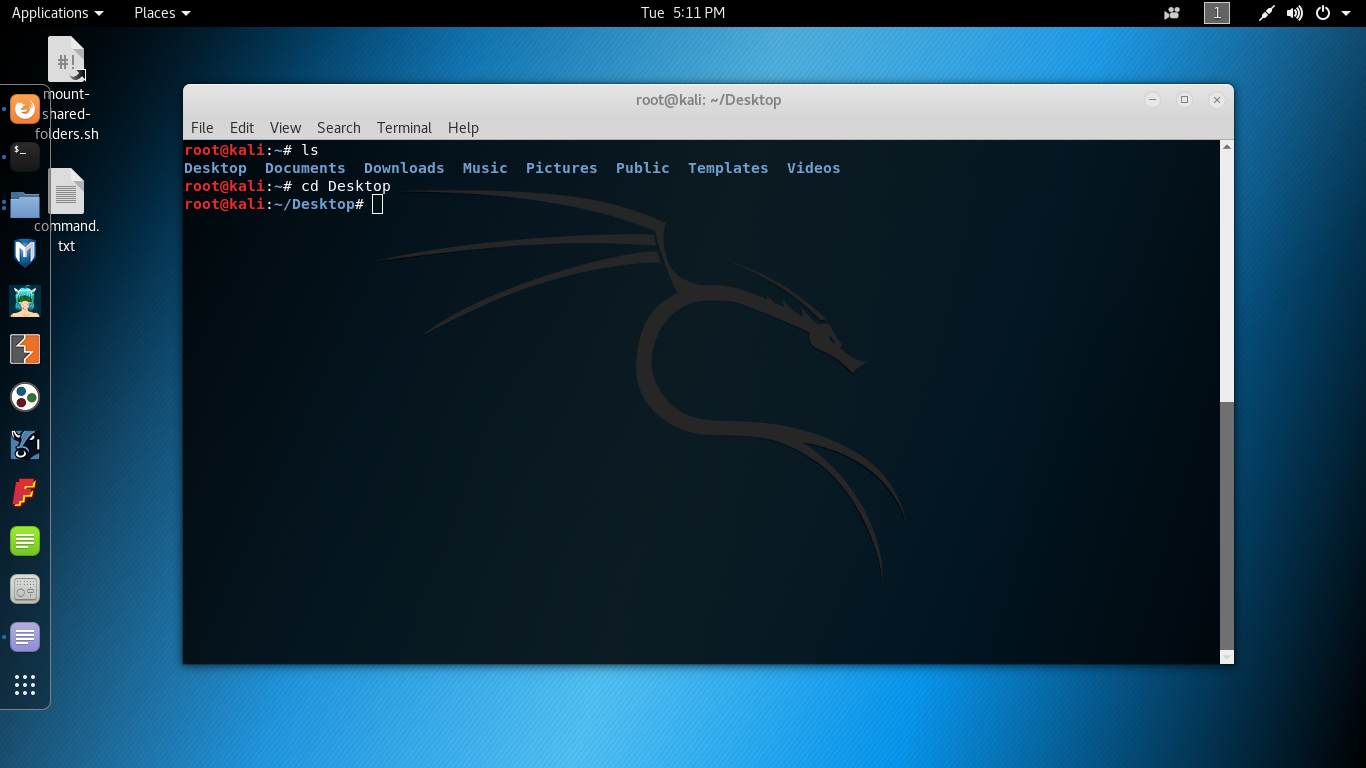 Applications Places Tue 5:11 PM 1
#!
mount-
shared-
folders.sh
command.
txt
$_
root@kali: ~/Desktop
File Edit View Search Terminal Help
root@kali:~# ls
Desktop Documents Downloads Music Pictures Public Templates Videos
root@kali:~# cd Desktop
root@kali:~/Desktop#